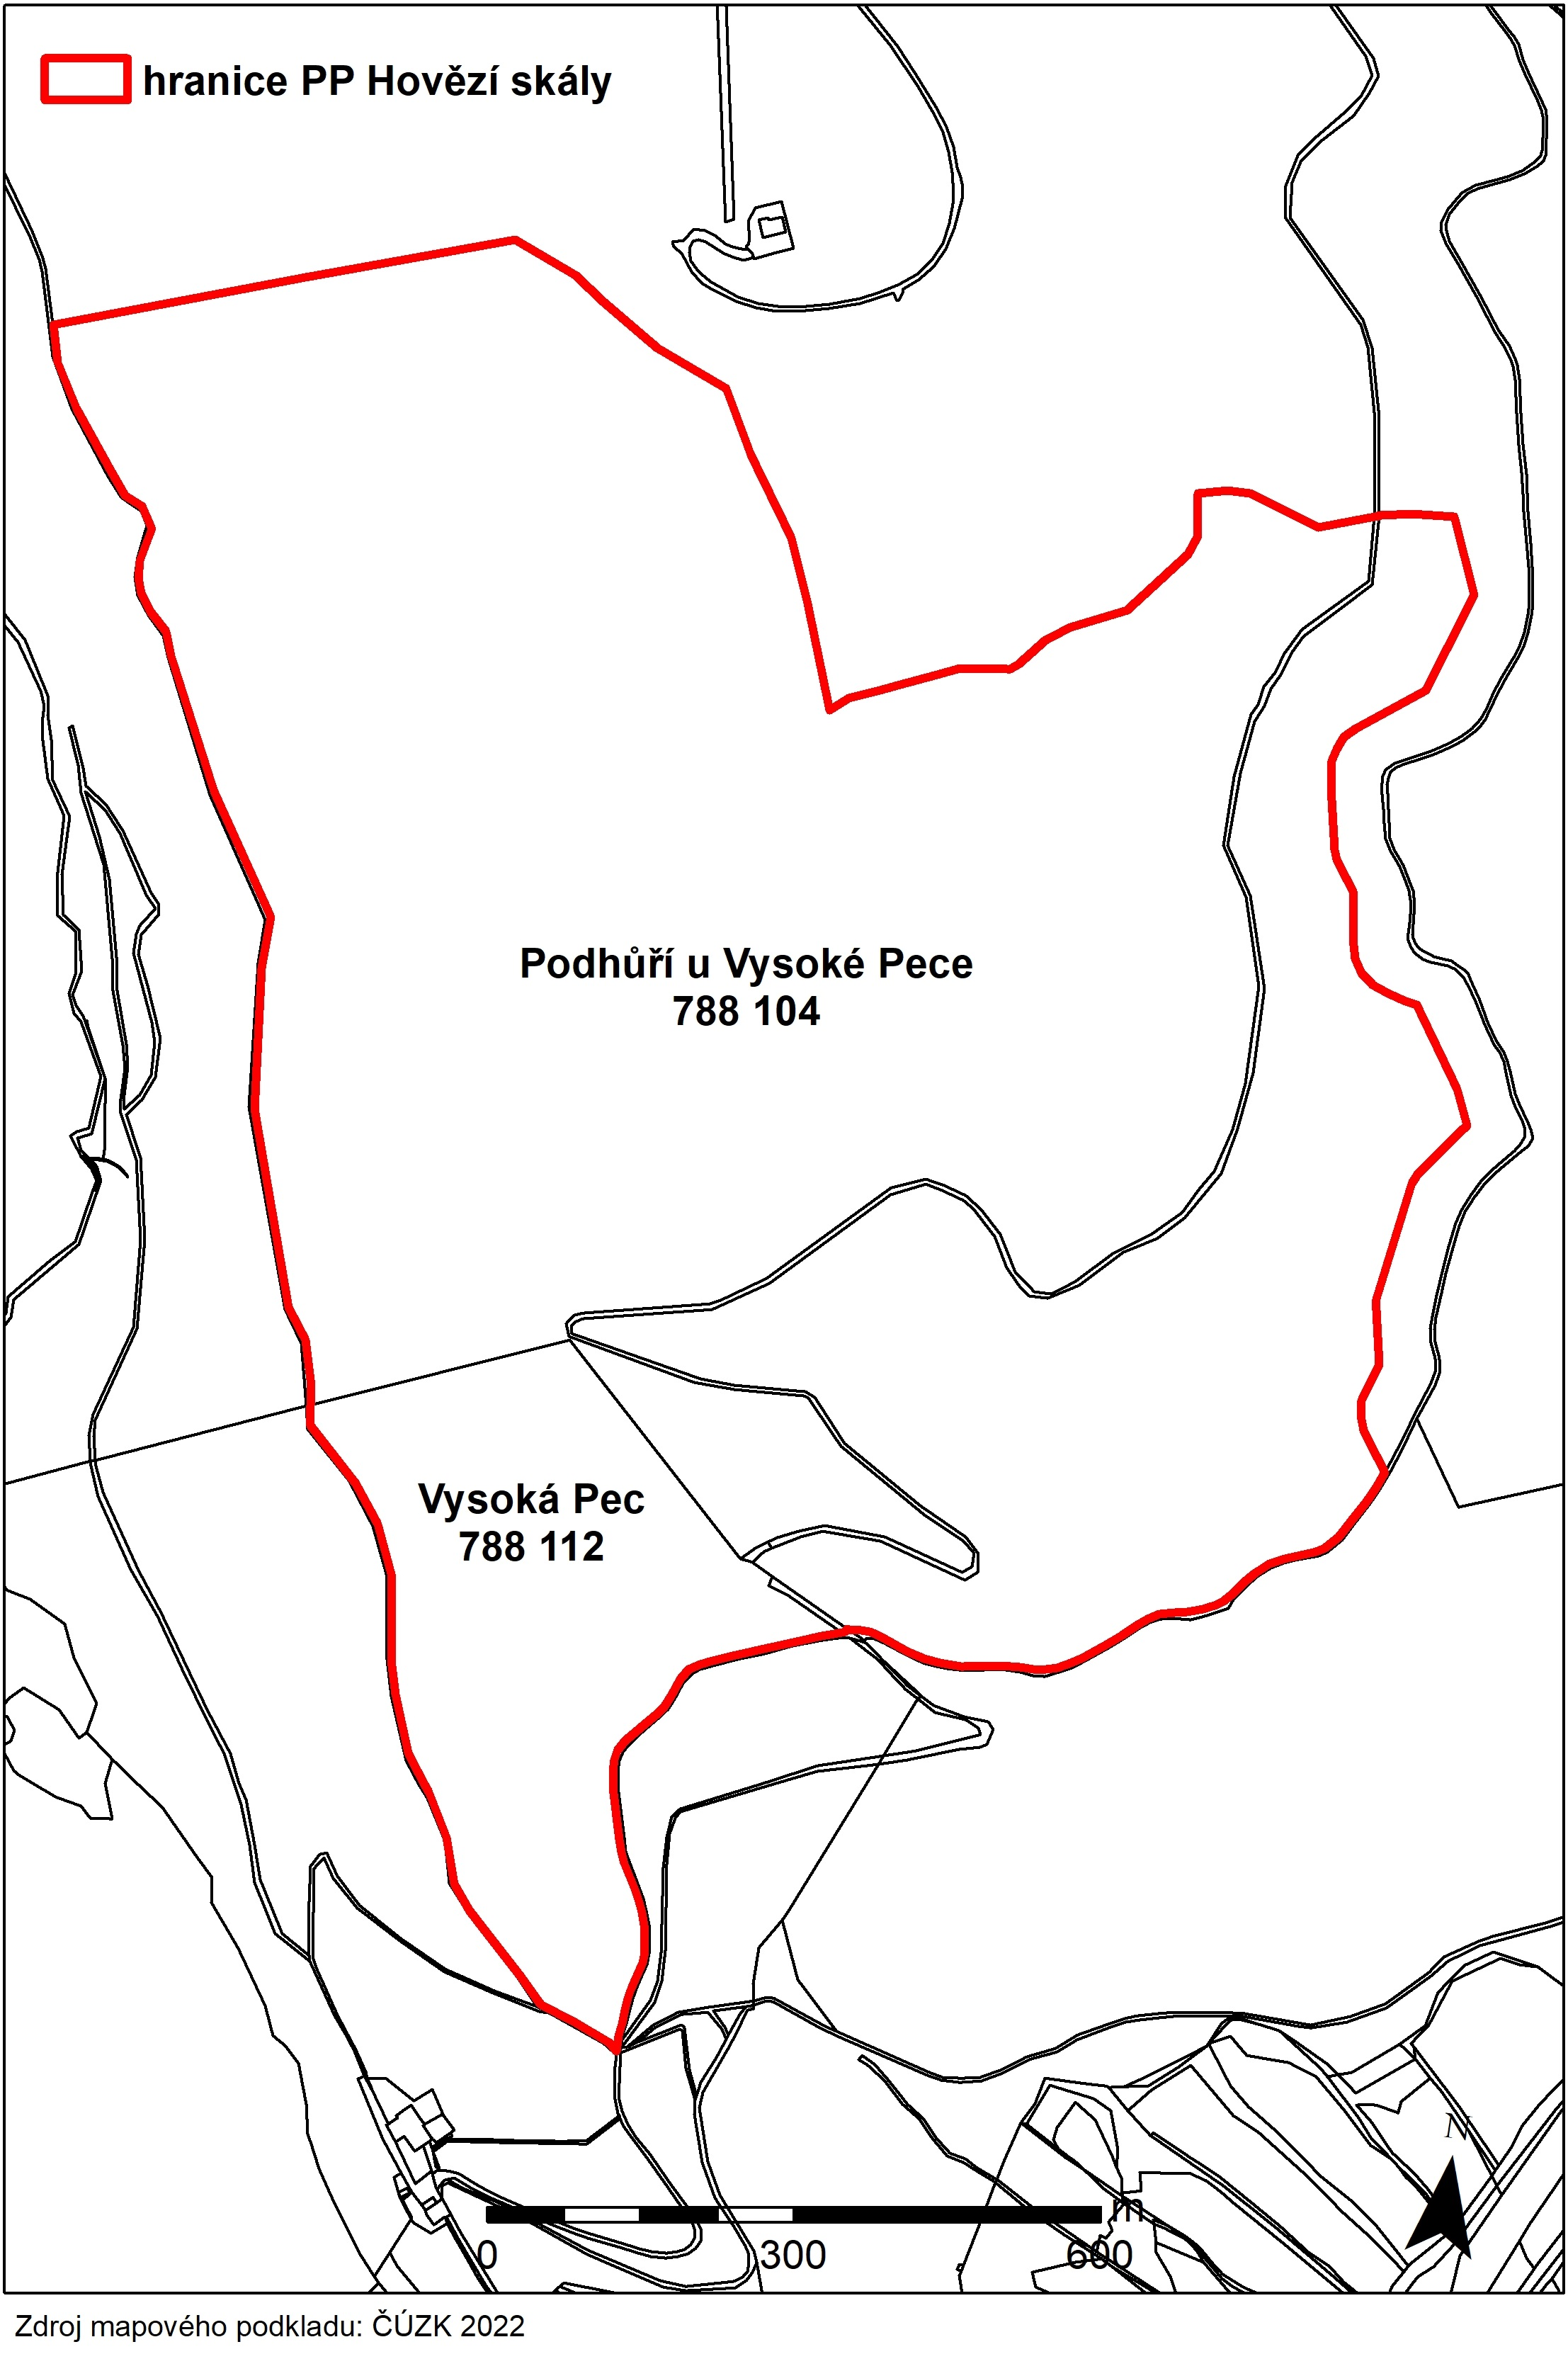 hranice PP Hovězí skály
Podhůří u Vysoké Pece
788 104
Vysoká Pec
788 112
N
m
0 300 600
Zdroj mapového podkladu: ČÚZK 2022